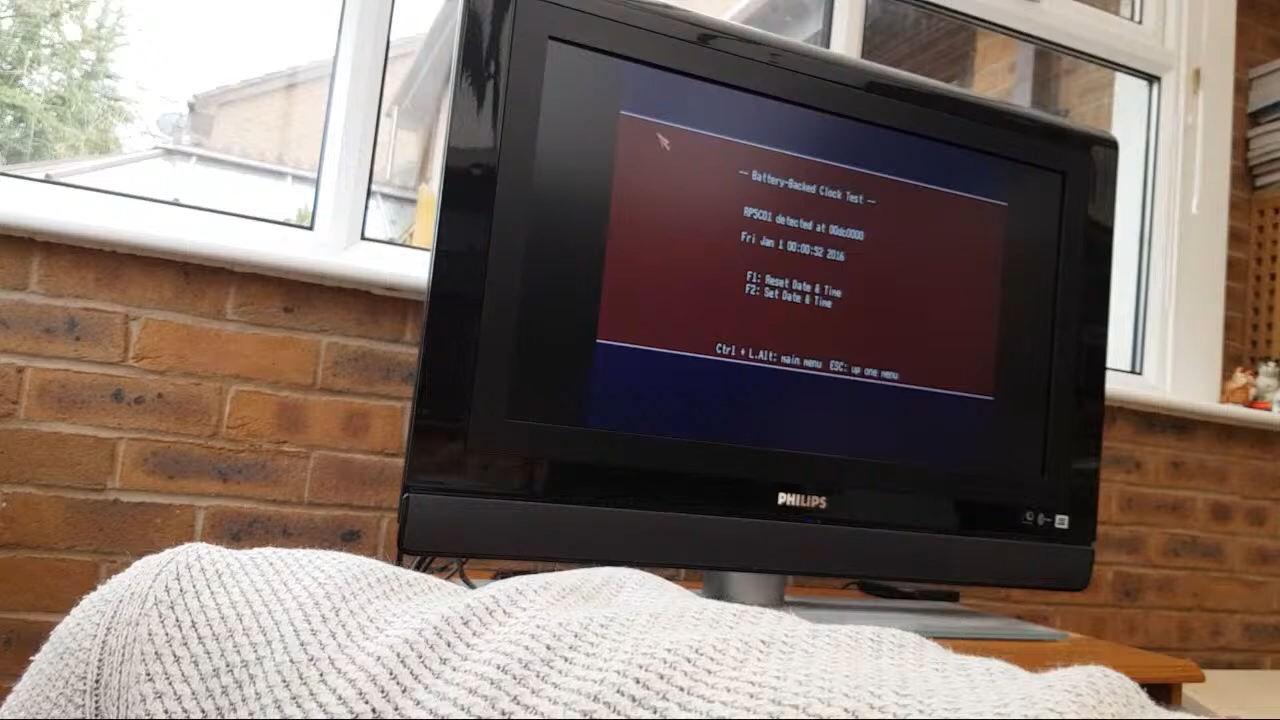 -- Battery-Backed Clock Test --
RP5C01 detected at 00dc0000
Fri Jan 1 00:00:52 2016
F1: Reset Date & Time
F2: Set Date & Time
Ctrl + L.Alt: main menu ESC: up one menu
PHILIPS